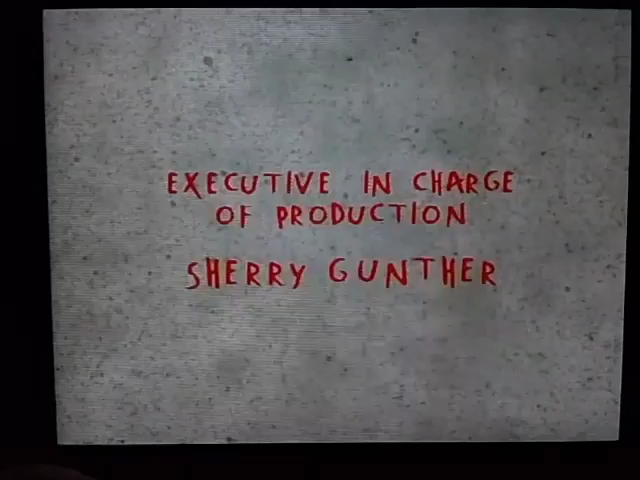 EXECUTIVE IN CHARGE
OF PRODUCTION
SHERRY GUNTHER